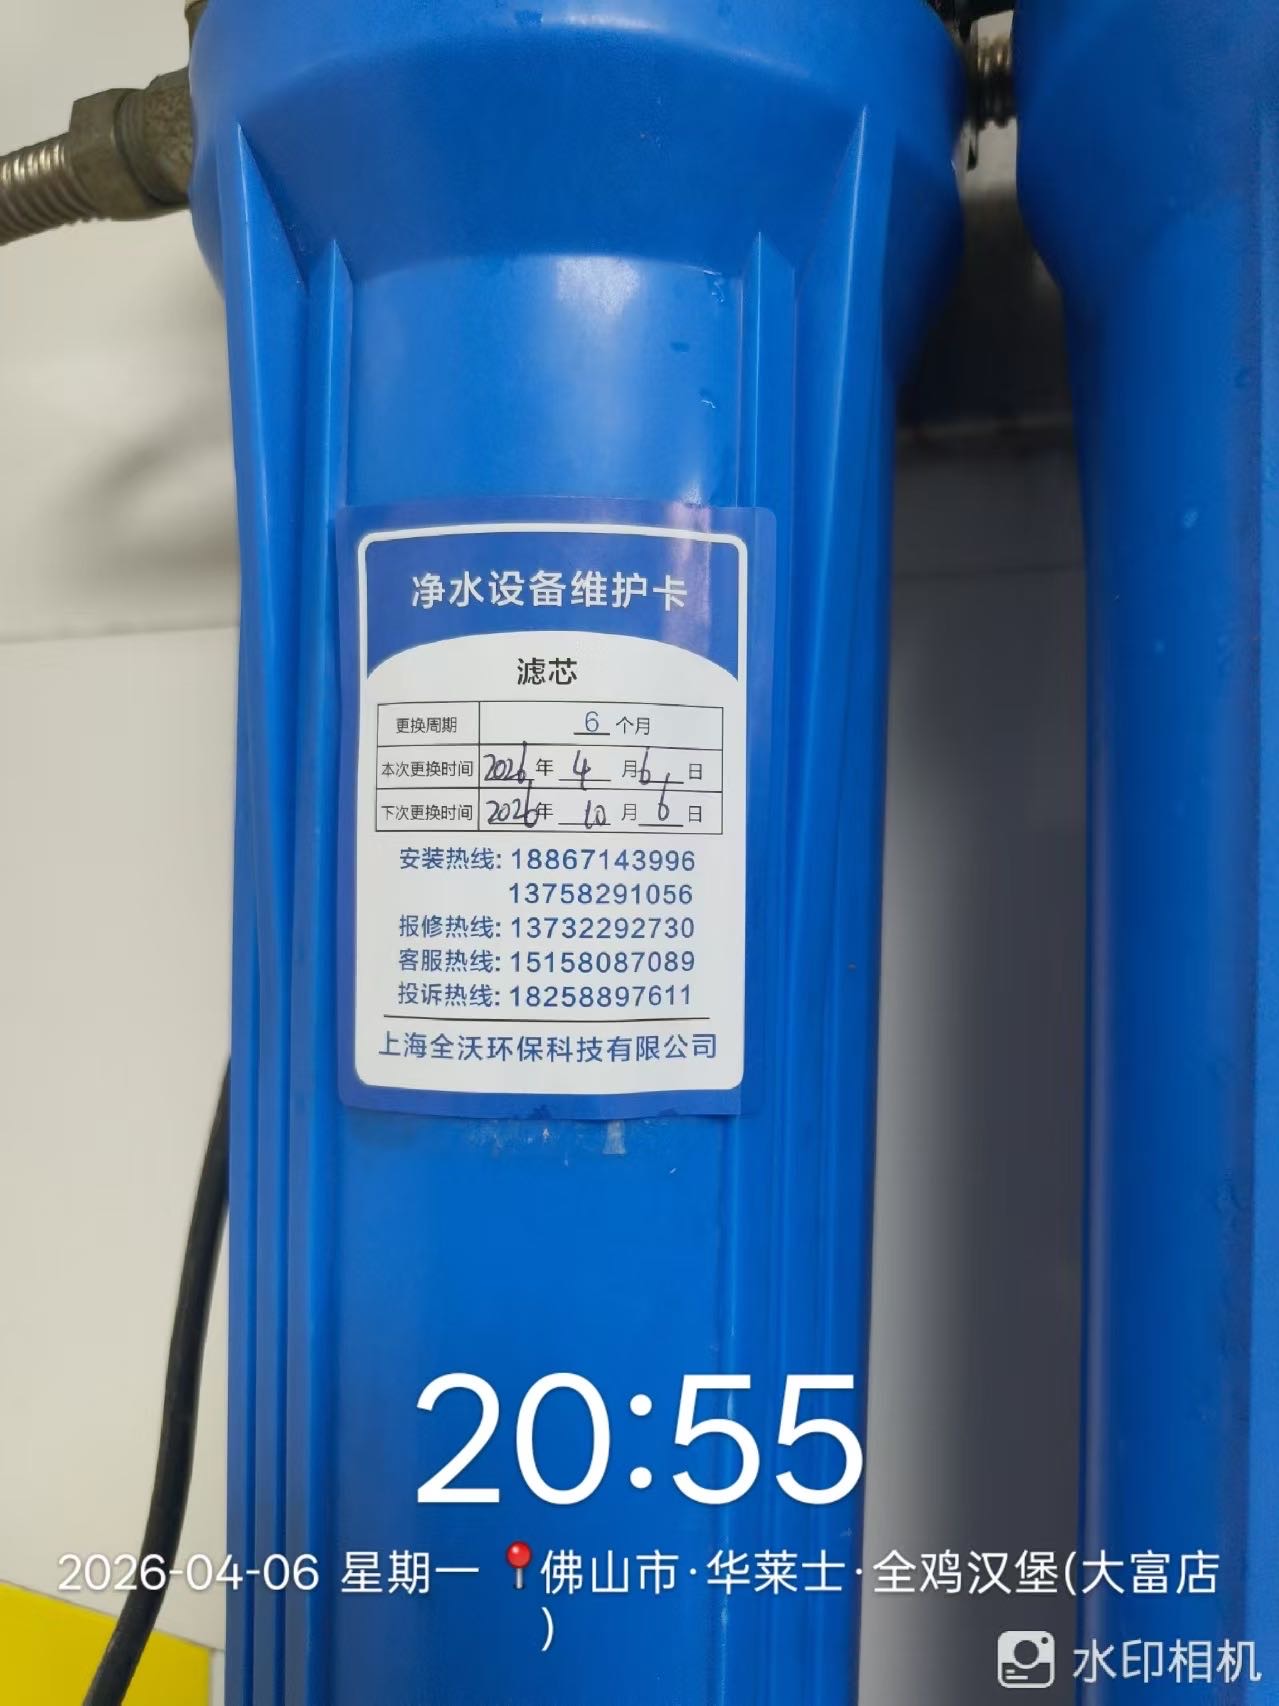 净水设备维护卡
滤芯
更换周期 6 个月
本次更换时间 2026 年 4 月 6 日
下次更换时间 2026 年 10 月 6 日
安装热线: 18867143996
13758291056
报修热线: 13732292730
客服热线: 15158087089
投诉热线: 18258897611
上海全沃环保科技有限公司
20:55
2026-04-06 星期一 佛山市·华莱士·全鸡汉堡(大富店
)
水印相机